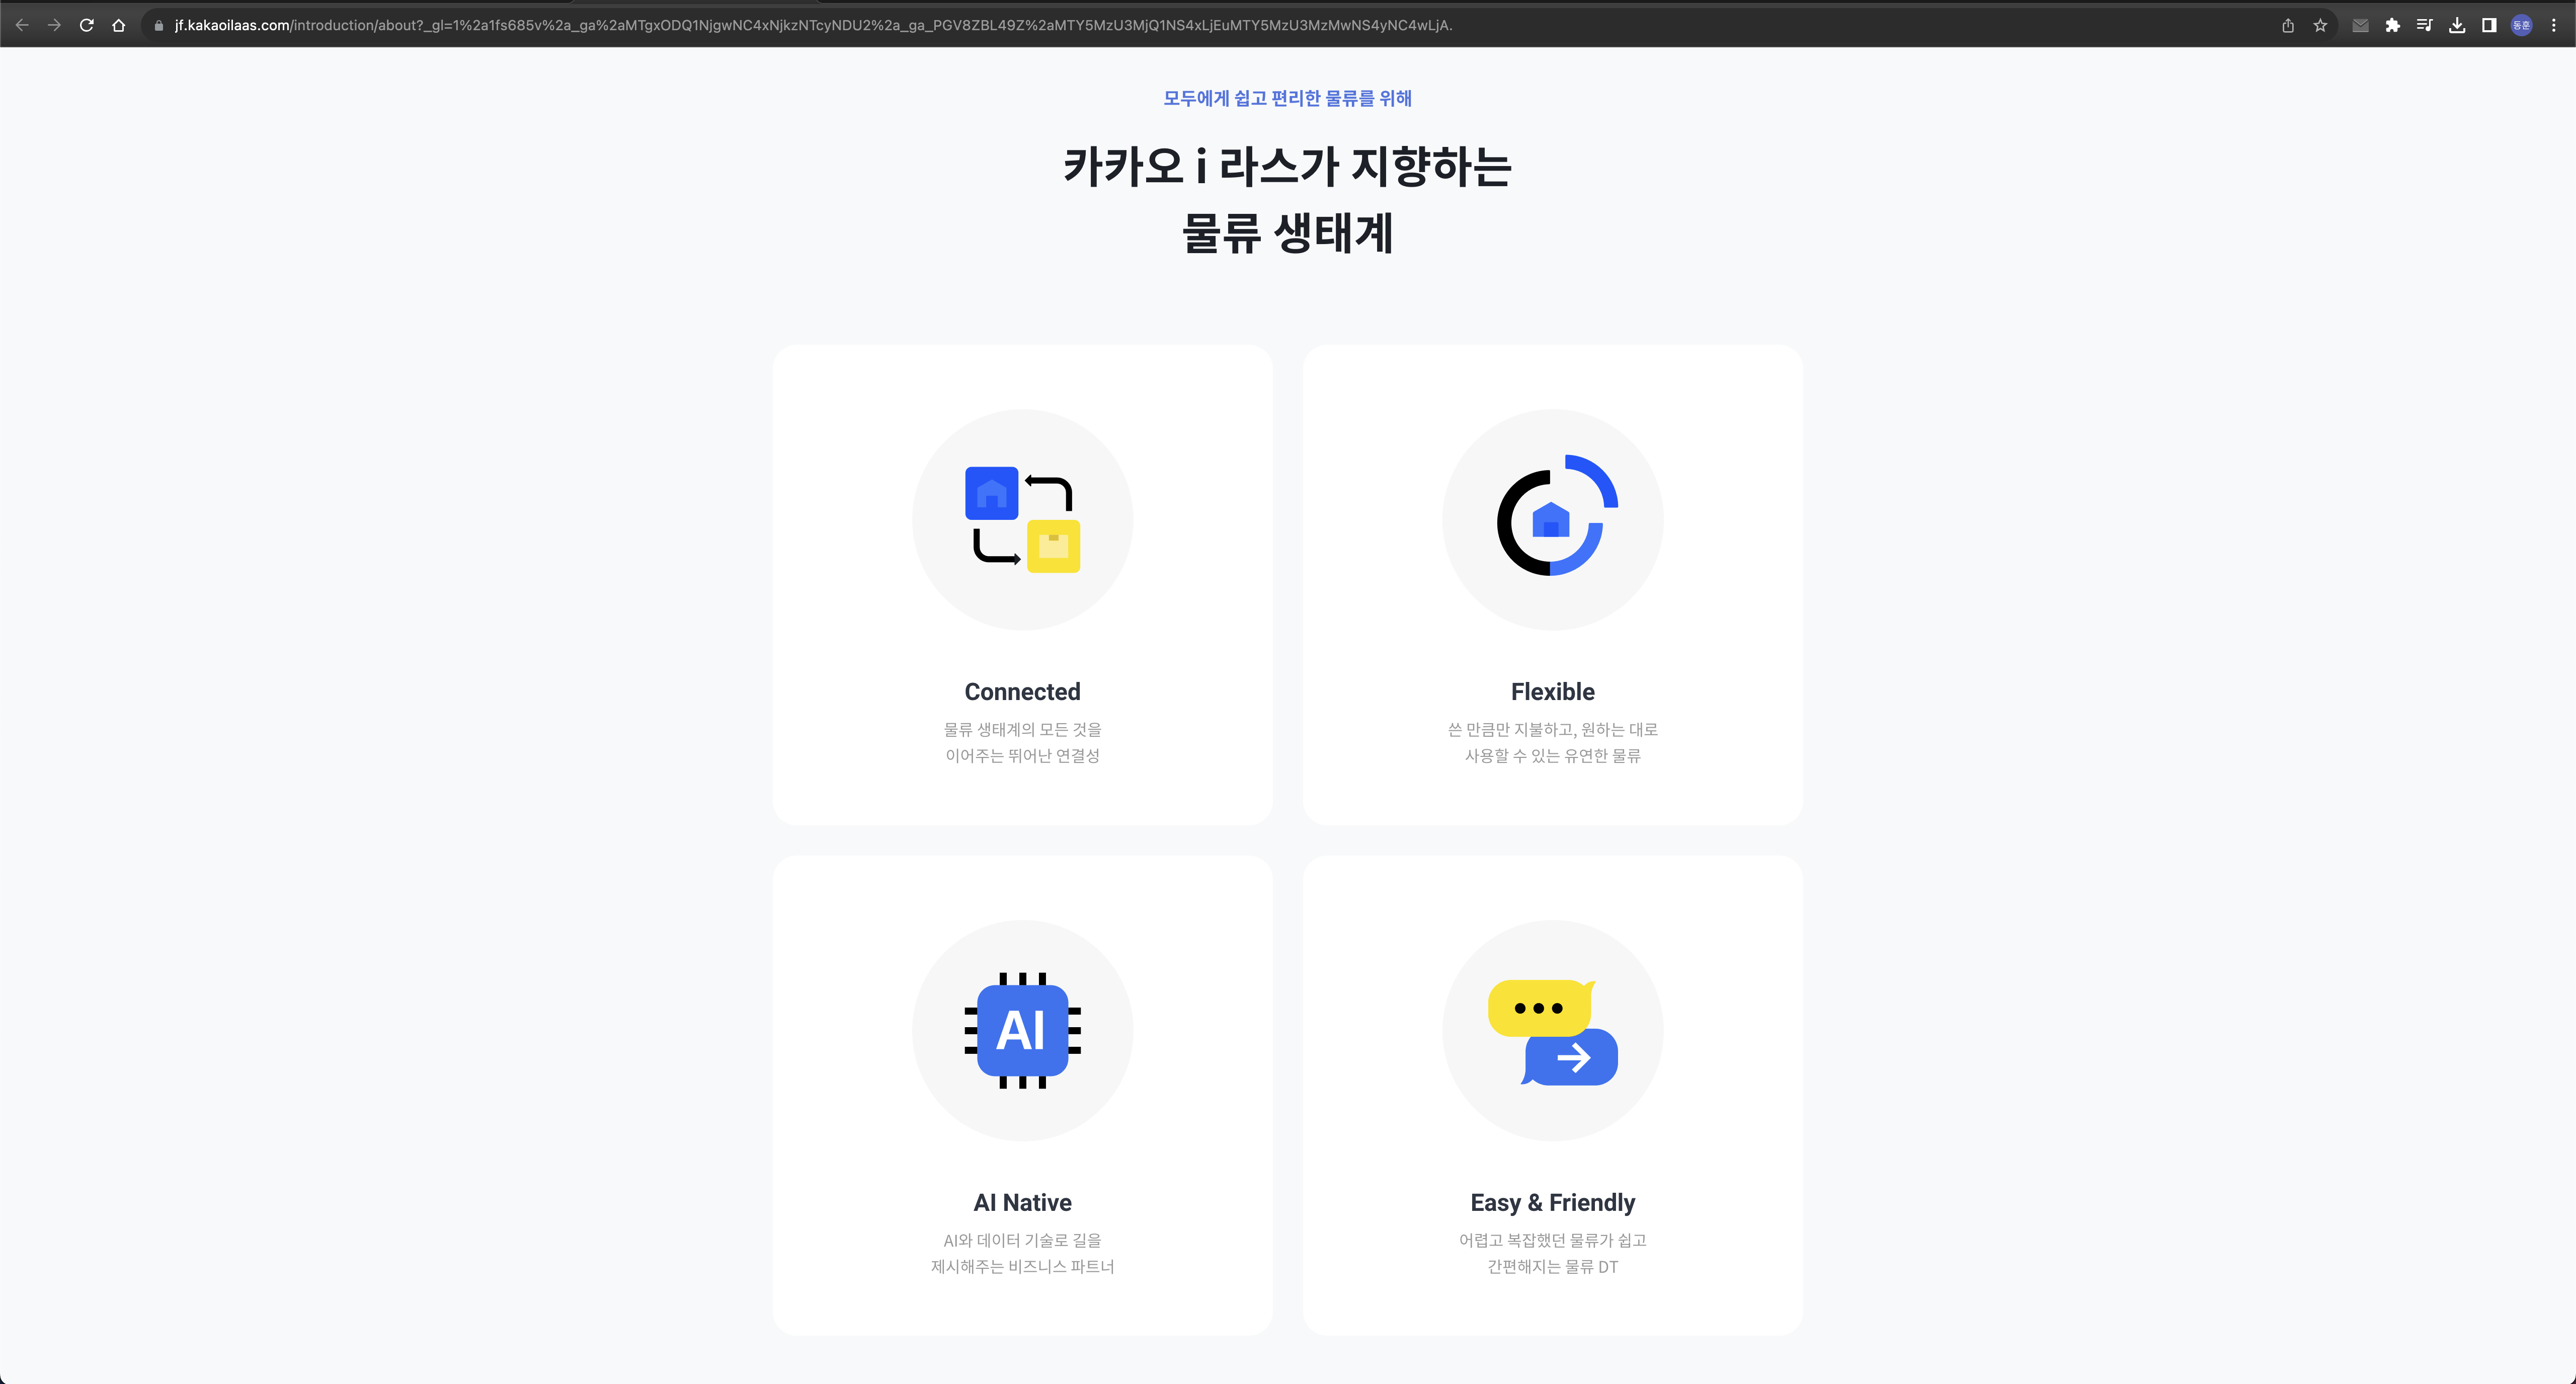 jf.kakaoilaas.com/introduction/about?_gl=1%2a1fs685v%2a_ga%2aMTgxODQ1NjgwNC4xNjkzNTcyNDU2%2a_ga_PGV8ZBL49Z%2aMTY5MzU3MjQ1NS4xLjEuMTY5MzU3MzMwNS4yNC4wLjA.
동훈
모두에게 쉽고 편리한 물류를 위해
카카오 i 라스가 지향하는
물류 생태계
Connected
물류 생태계의 모든 것을
이어주는 뛰어난 연결성
Flexible
쓴 만큼만 지불하고, 원하는 대로
사용할 수 있는 유연한 물류
AI
AI Native
AI와 데이터 기술로 길을
제시해주는 비즈니스 파트너
Easy & Friendly
어렵고 복잡했던 물류가 쉽고
간편해지는 물류 DT